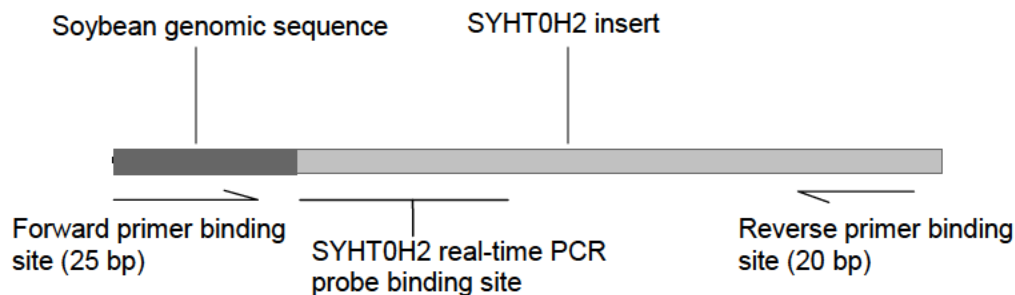 Soybean genomic sequence
SYHT0H2 insert
Forward primer binding
site (25 bp)
SYHT0H2 real-time PCR
probe binding site
Reverse primer binding
site (20 bp)